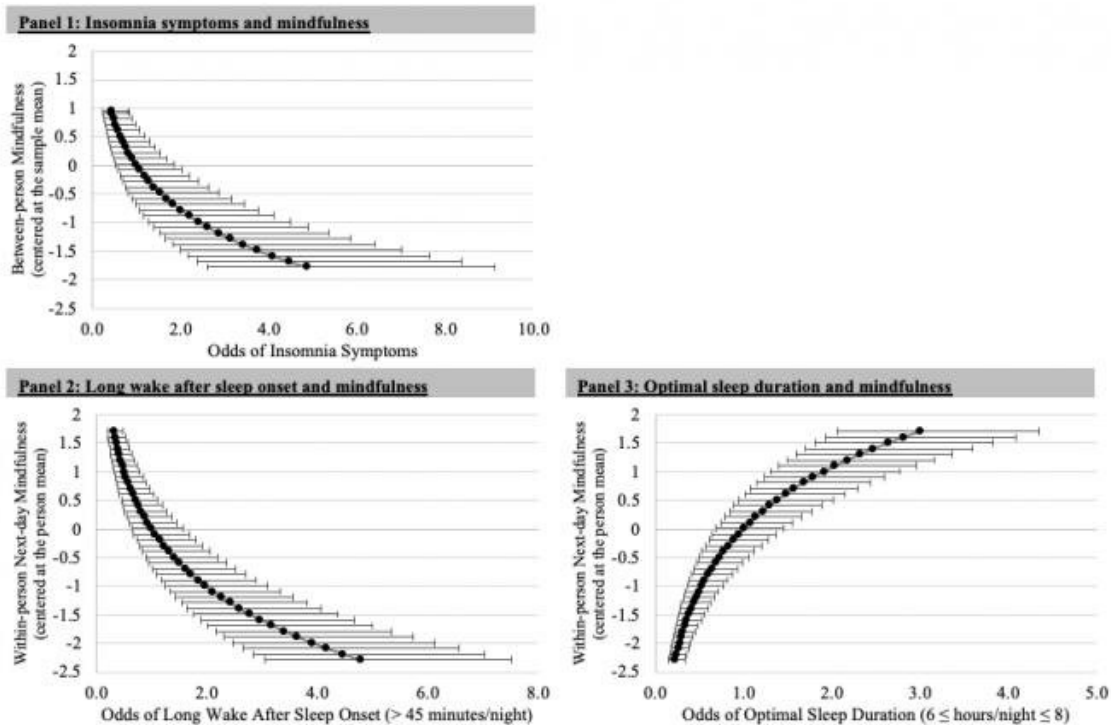 Panel 1: Insomnia symptoms and mindfulness
Between-person Mindfulness
(centered at the sample mean)
2
1.5
1
0.5
0
-0.5
-1
-1.5
-2
-2.5
0.0 2.0 4.0 6.0 8.0 10.0
Odds of Insomnia Symptoms
Panel 2: Long wake after sleep onset and mindfulness
Within-person Next-day Mindfulness
(centered at the person mean)
2
1.5
1
0.5
0
-0.5
-1
-1.5
-2
-2.5
0.0 2.0 4.0 6.0 8.0
Odds of Long Wake After Sleep Onset (> 45 minutes/night)
Panel 3: Optimal sleep duration and mindfulness
Within-person Next-day Mindfulness
(centered at the person mean)
2
1.5
1
0.5
0
-0.5
-1
-1.5
-2
-2.5
0.0 1.0 2.0 3.0 4.0 5.0
Odds of Optimal Sleep Duration (6 ≤ hours/night ≤ 8)